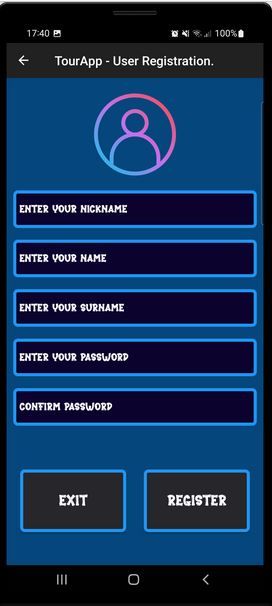 17:40
100%
TourApp - User Registration.
ENTER YOUR NICKNAME
ENTER YOUR NAME
ENTER YOUR SURNAME
ENTER YOUR PASSWORD
CONFIRM PASSWORD
EXIT
REGISTER